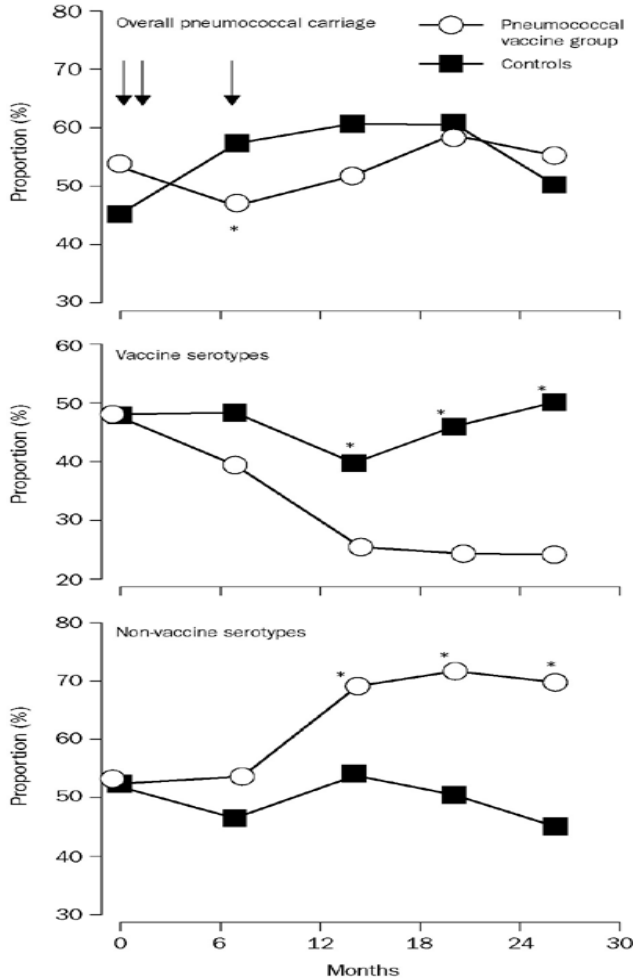 80
Overall pneumococcal carriage
Pneumococcal
vaccine group
Controls
70
60
50
40
30
Proportion (%)
*
60
Vaccine serotypes
50
40
30
20
Proportion (%)
*
*
*
80
Non-vaccine serotypes
70
60
50
40
30
Proportion (%)
*
*
*
0 6 12 18 24 30
Months